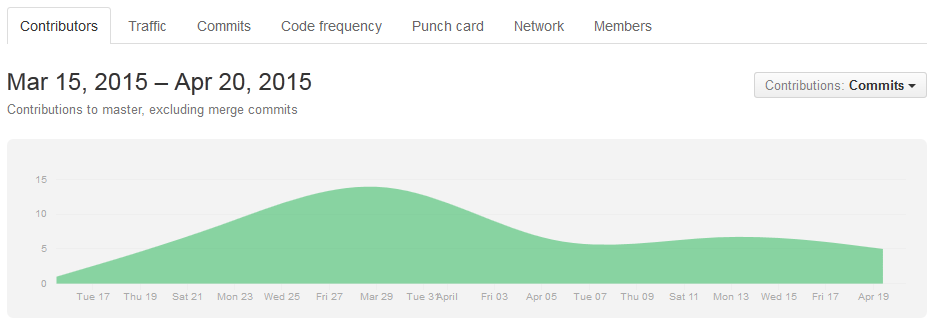 Contributors Traffic Commits Code frequency Punch card Network Members
Mar 15, 2015 – Apr 20, 2015
Contributions: Commits
Contributions to master, excluding merge commits
15
10
5
0
Tue 17 Thu 19 Sat 21 Mon 23 Wed 25 Fri 27 Mar 29 Tue 31 April Fri 03 Apr 05 Tue 07 Thu 09 Sat 11 Mon 13 Wed 15 Fri 17 Apr 19